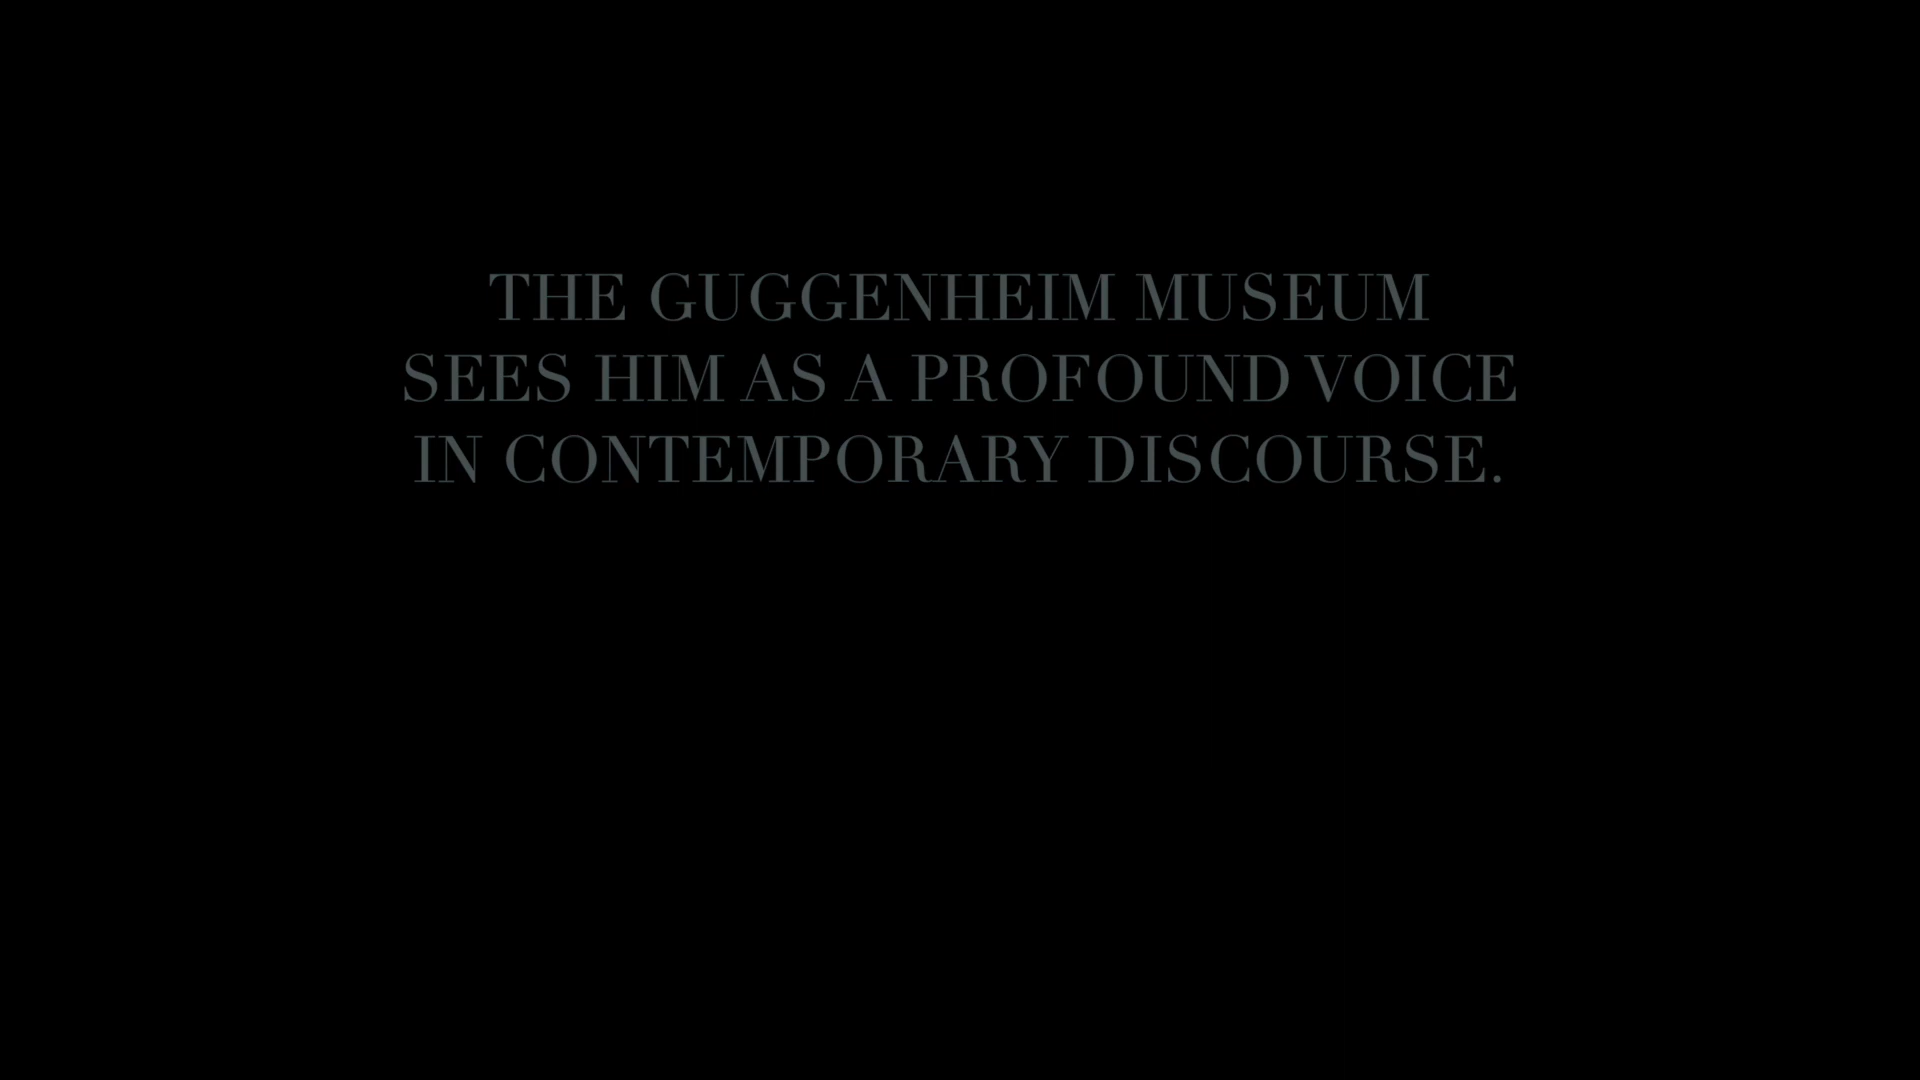 THE GUGGENHEIM MUSEUM
SEES HIM AS A PROFOUND VOICE
IN CONTEMPORARY DISCOURSE.